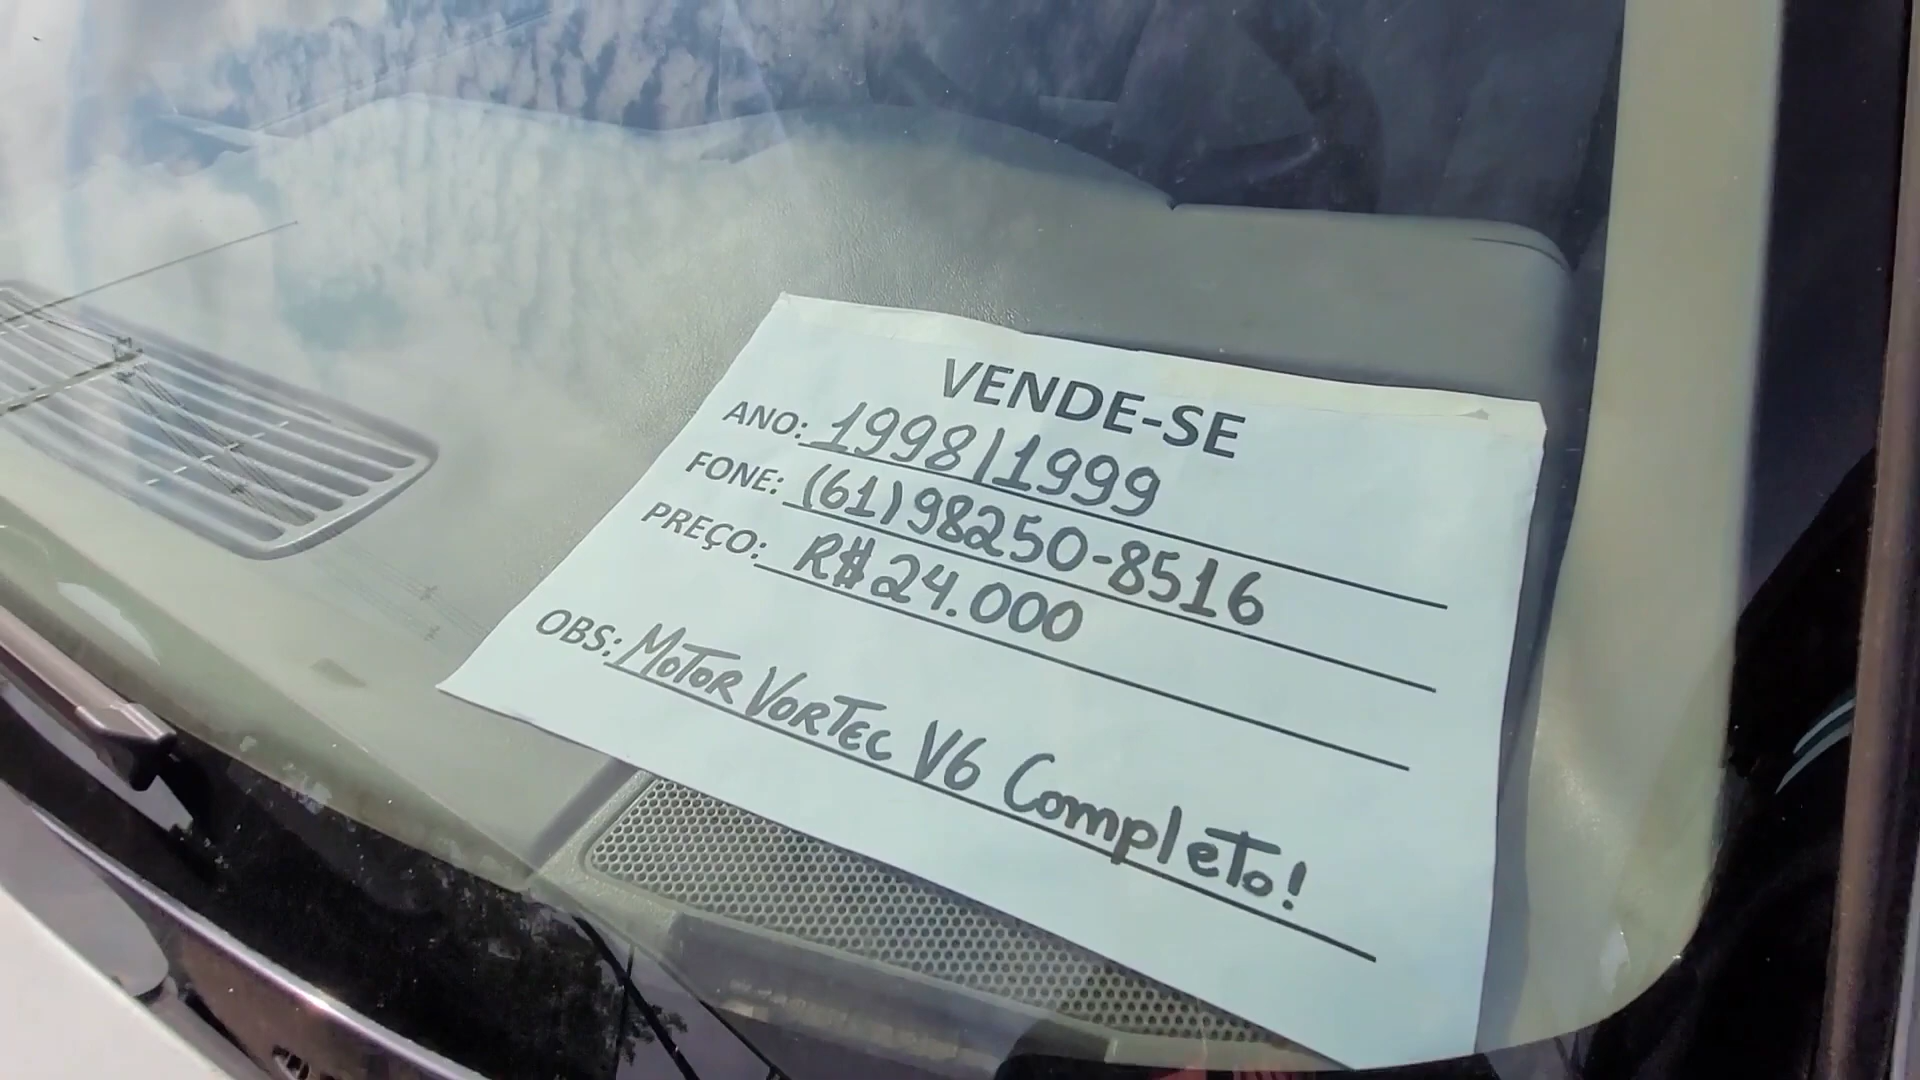 VENDE-SE
ANO: 1998/1999
FONE: (61) 98250-8516
PREÇO: R$ 24.000
OBS: MOTOR VORTEC V6 COMPLETO!